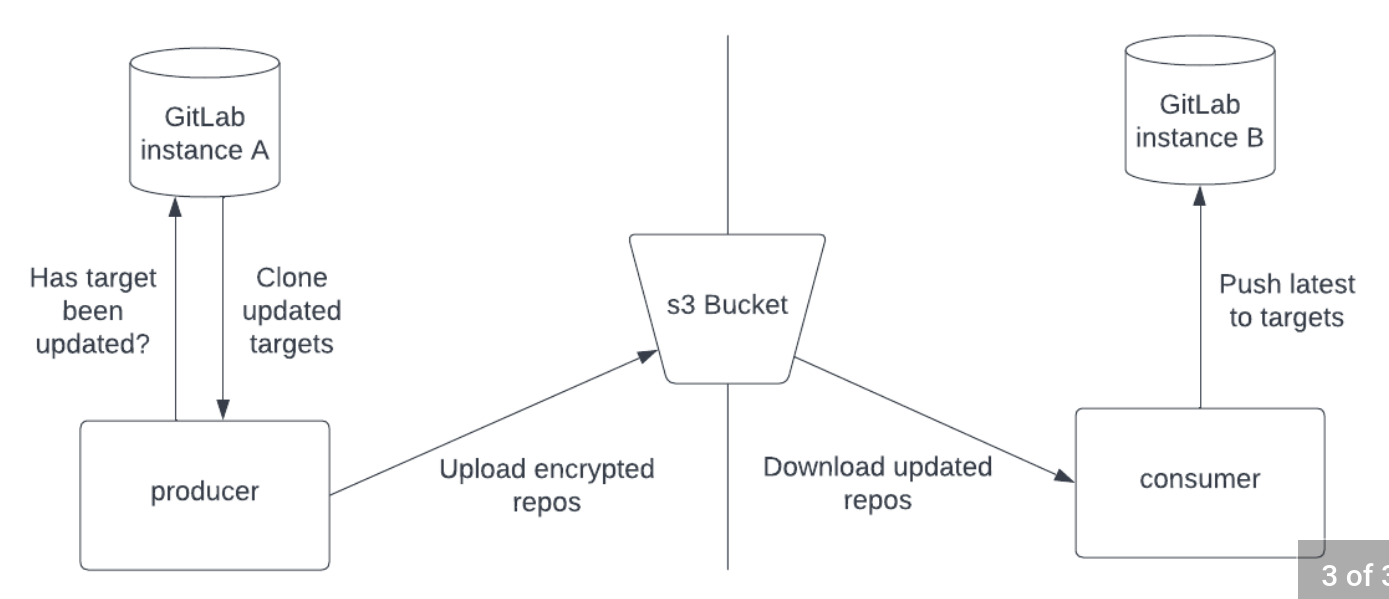 GitLab
instance A
GitLab
instance B
Has target
been
updated?
Clone
updated
targets
s3 Bucket
Push latest
to targets
producer
Upload encrypted
repos
Download updated
repos
consumer
3 of 3